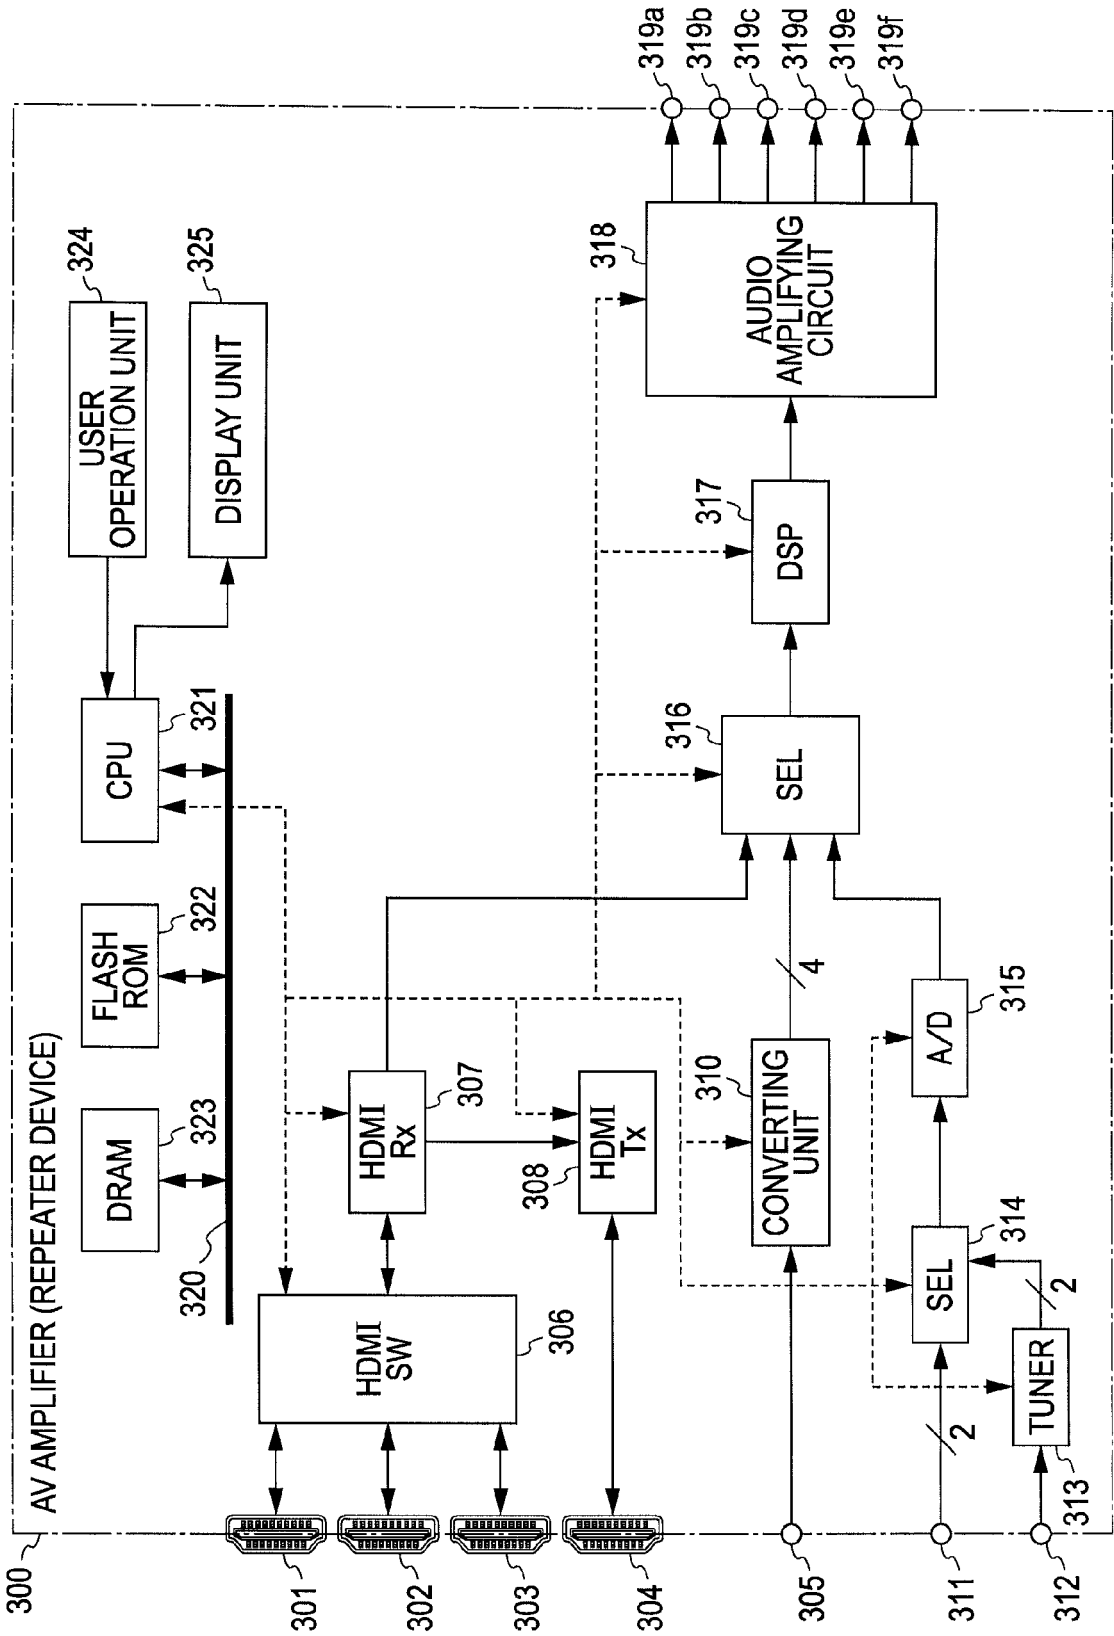 300
AV AMPLIFIER (REPEATER DEVICE)
USER
OPERATION UNIT
324
DISPLAY UNIT
325
CPU
321
FLASH
ROM
322
DRAM
323
320
301
302
303
304
HDMI
SW
306
HDMI
Rx
307
HDMI
Tx
308
305
CONVERTING
UNIT
310
4
311
2
SEL
314
A/D
315
312
TUNER
313
2
SEL
316
DSP
317
AUDIO
AMPLIFYING
CIRCUIT
318
319a
319b
319c
319d
319e
319f